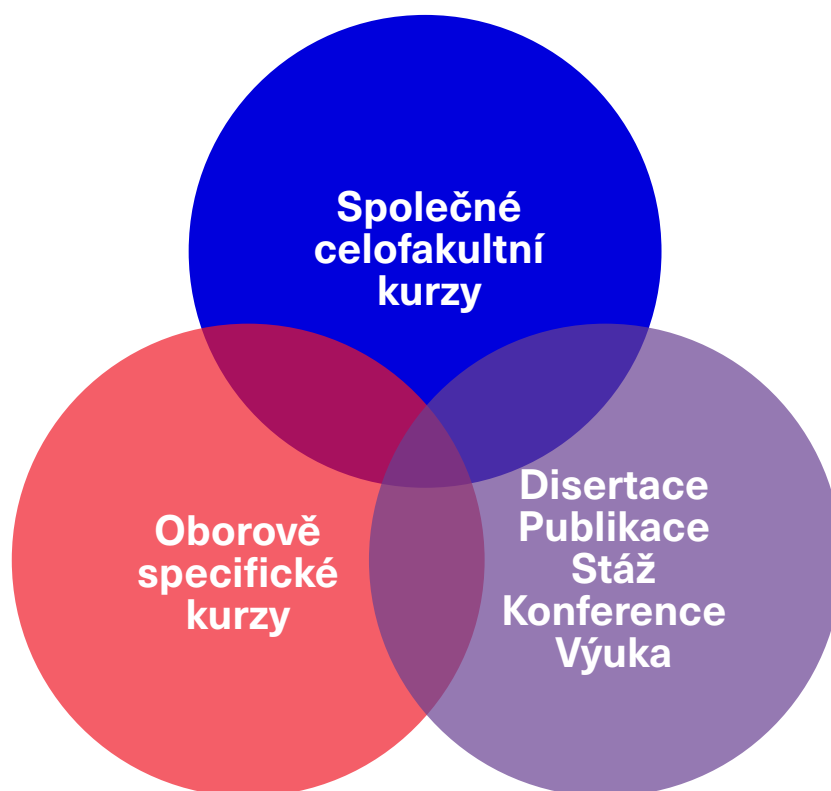 Společné
celofakultní
kurzy
Oborově
specifické
kurzy
Disertace
Publikace
Stáž
Konference
Výuka